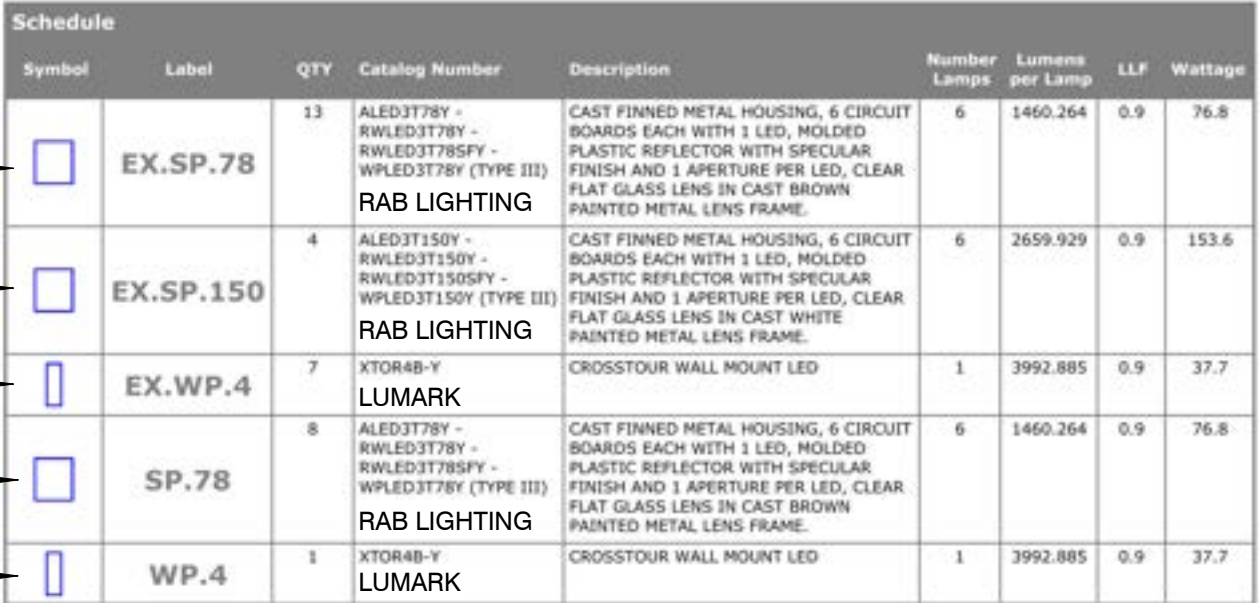 Schedule
Symbol Label QTY Catalog Number Description Number Lamps Lumens per Lamp LLF Wattage
EX.SP.78 13 ALED3T78Y - CAST FINNED METAL HOUSING, 6 CIRCUIT 6 1460.264 0.9 76.8
RWLED3T78Y - BOARDS EACH WITH 1 LED, MOLDED
RWLED3T78SFY - PLASTIC REFLECTOR WITH SPECULAR
WPLED3T78Y (TYPE III) FINISH AND 1 APERTURE PER LED, CLEAR
RAB LIGHTING FLAT GLASS LENS IN CAST BROWN
PAINTED METAL LENS FRAME.
EX.SP.150 4 ALED3T150Y - CAST FINNED METAL HOUSING, 6 CIRCUIT 6 2659.929 0.9 153.6
RWLED3T150Y - BOARDS EACH WITH 1 LED, MOLDED
RWLED3T150SFY - PLASTIC REFLECTOR WITH SPECULAR
WPLED3T150Y (TYPE III) FINISH AND 1 APERTURE PER LED, CLEAR
RAB LIGHTING FLAT GLASS LENS IN CAST WHITE
PAINTED METAL LENS FRAME.
EX.WP.4 7 XTOR4B-Y CROSSTOUR WALL MOUNT LED 1 3992.885 0.9 37.7
LUMARK
SP.78 8 ALED3T78Y - CAST FINNED METAL HOUSING, 6 CIRCUIT 6 1460.264 0.9 76.8
RWLED3T78Y - BOARDS EACH WITH 1 LED, MOLDED
RWLED3T78SFY - PLASTIC REFLECTOR WITH SPECULAR
WPLED3T78Y (TYPE III) FINISH AND 1 APERTURE PER LED, CLEAR
RAB LIGHTING FLAT GLASS LENS IN CAST BROWN
PAINTED METAL LENS FRAME.
WP.4 1 XTOR4B-Y CROSSTOUR WALL MOUNT LED 1 3992.885 0.9 37.7
LUMARK